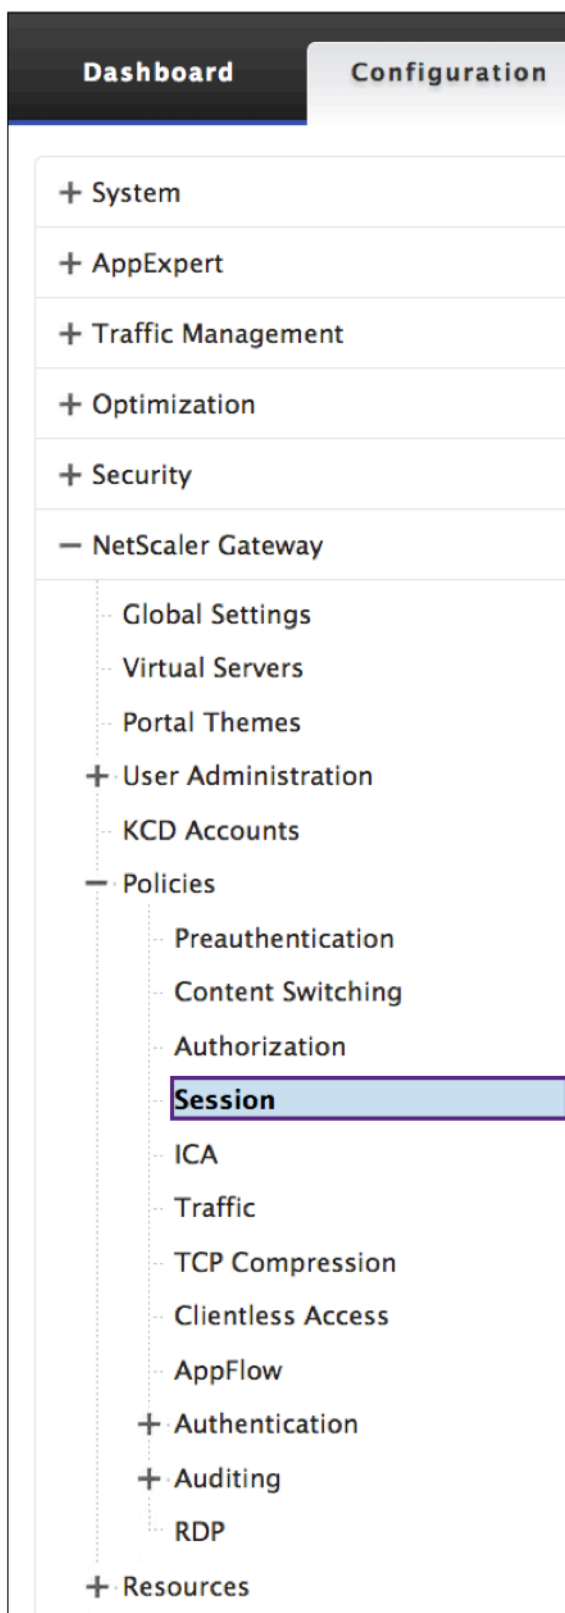 Dashboard Configuration
System
AppExpert
Traffic Management
Optimization
Security
NetScaler Gateway
Global Settings
Virtual Servers
Portal Themes
User Administration
KCD Accounts
Policies
Preauthentication
Content Switching
Authorization
Session
ICA
Traffic
TCP Compression
Clientless Access
AppFlow
Authentication
Auditing
RDP
Resources